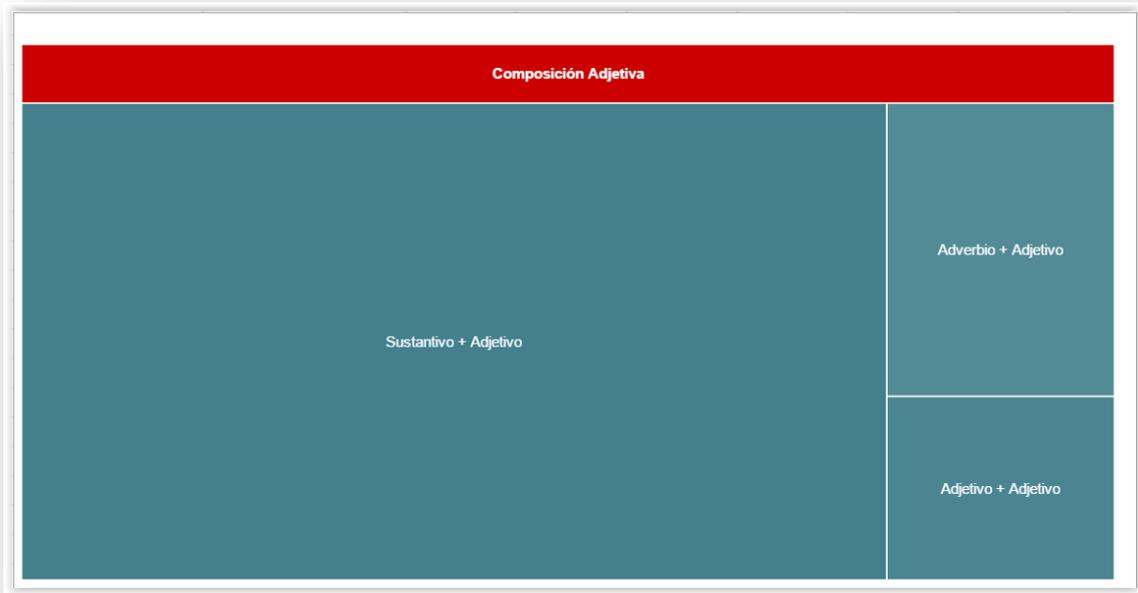 Composición Adjetiva
Sustantivo + Adjetivo
Adverbio + Adjetivo
Adjetivo + Adjetivo